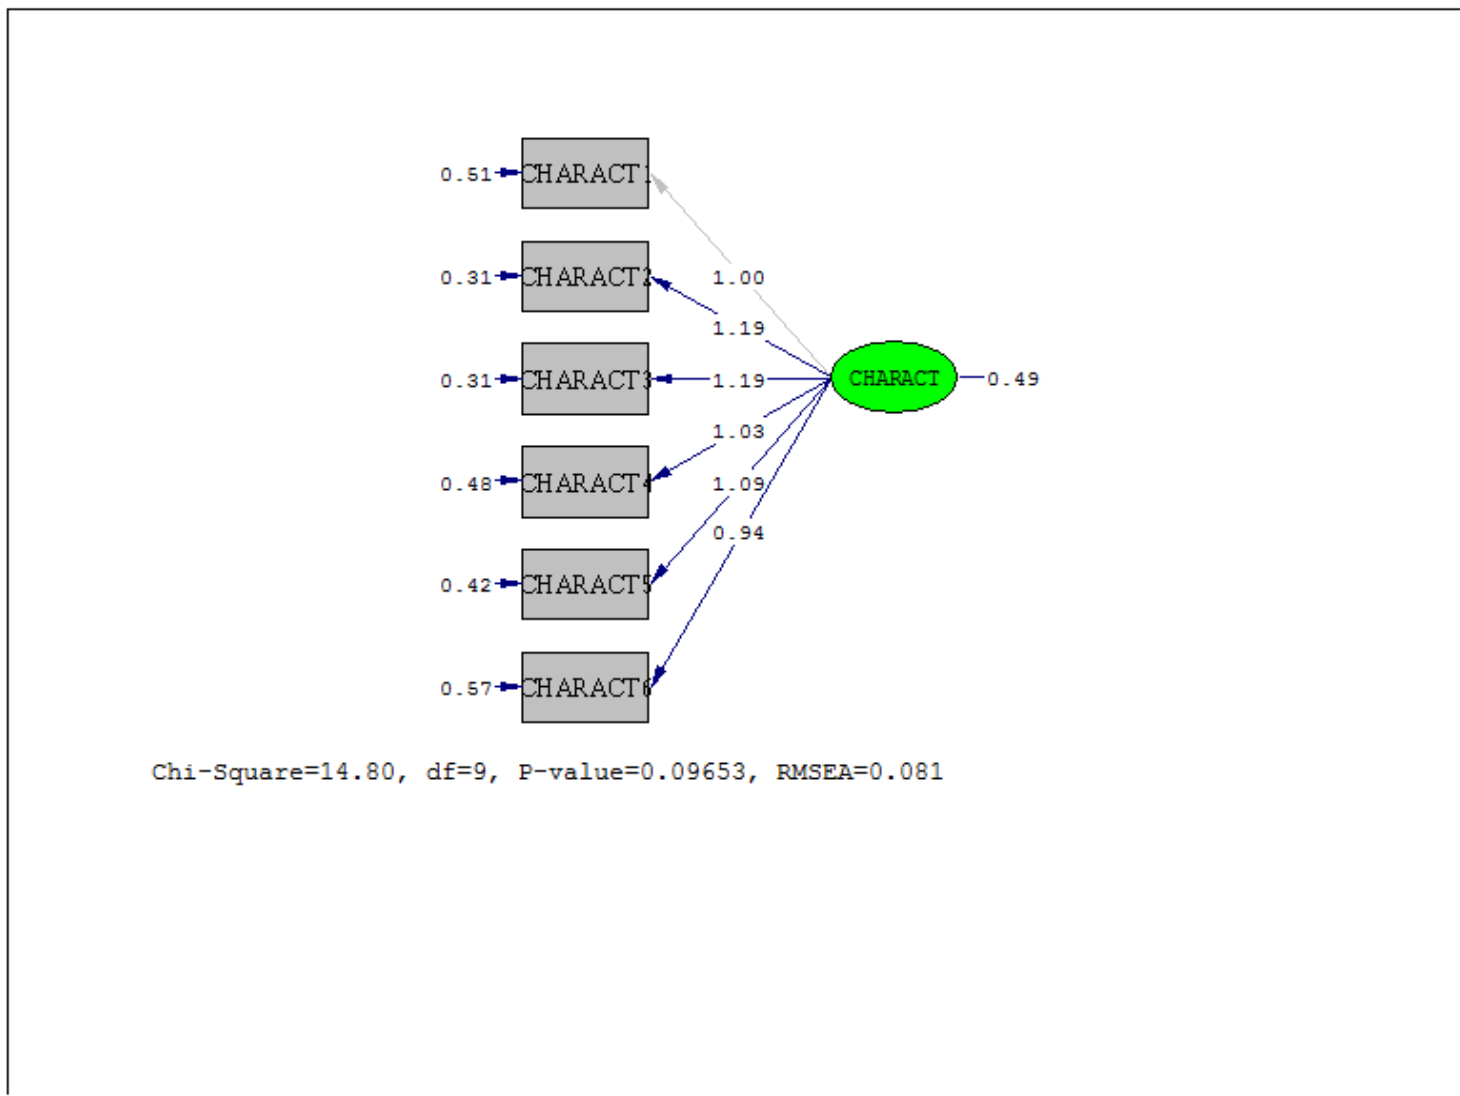 0.51 CHARACT1
1.00
0.31 CHARACT2
1.19
0.31 CHARACT3 1.19 CHARACT 0.49
1.03
0.48 CHARACT4 1.09
0.94
0.42 CHARACT5
0.57 CHARACT6
Chi-Square=14.80, df=9, P-value=0.09653, RMSEA=0.081